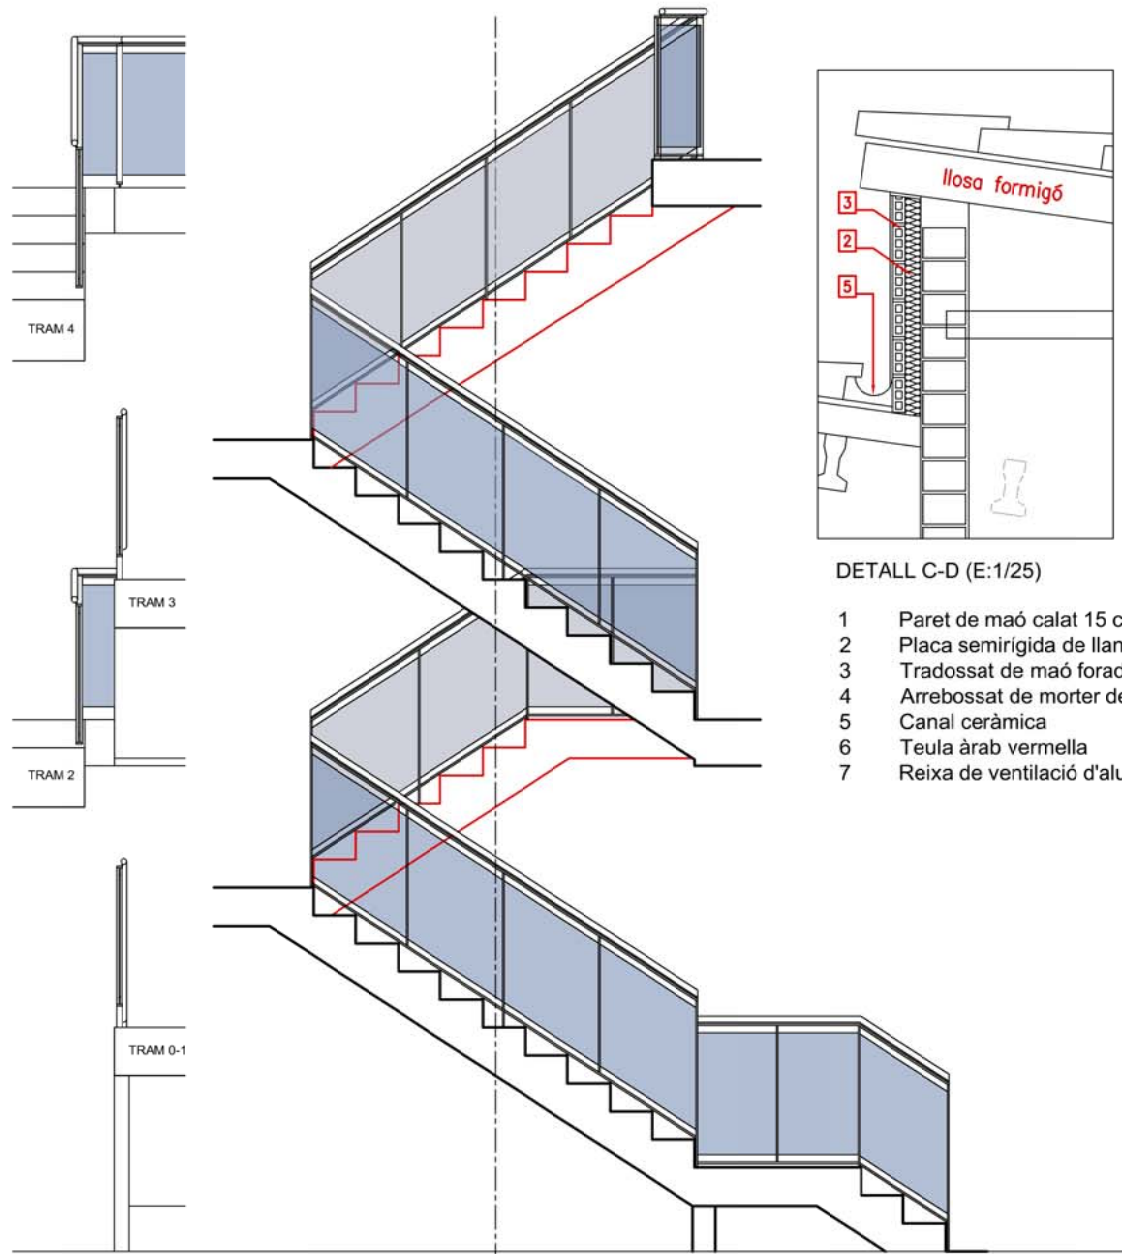 TRAM 4
TRAM 3
TRAM 2
TRAM 0-1
llosa formigó
3
2
5
DETALL C-D (E:1/25)
1 Paret de maó calat 15 c
2 Placa semirígida de llan
3 Tradossat de maó forad
4 Arrebossat de morter de
5 Canal ceràmica
6 Teula àrab vermella
7 Reixa de ventilació d'alu